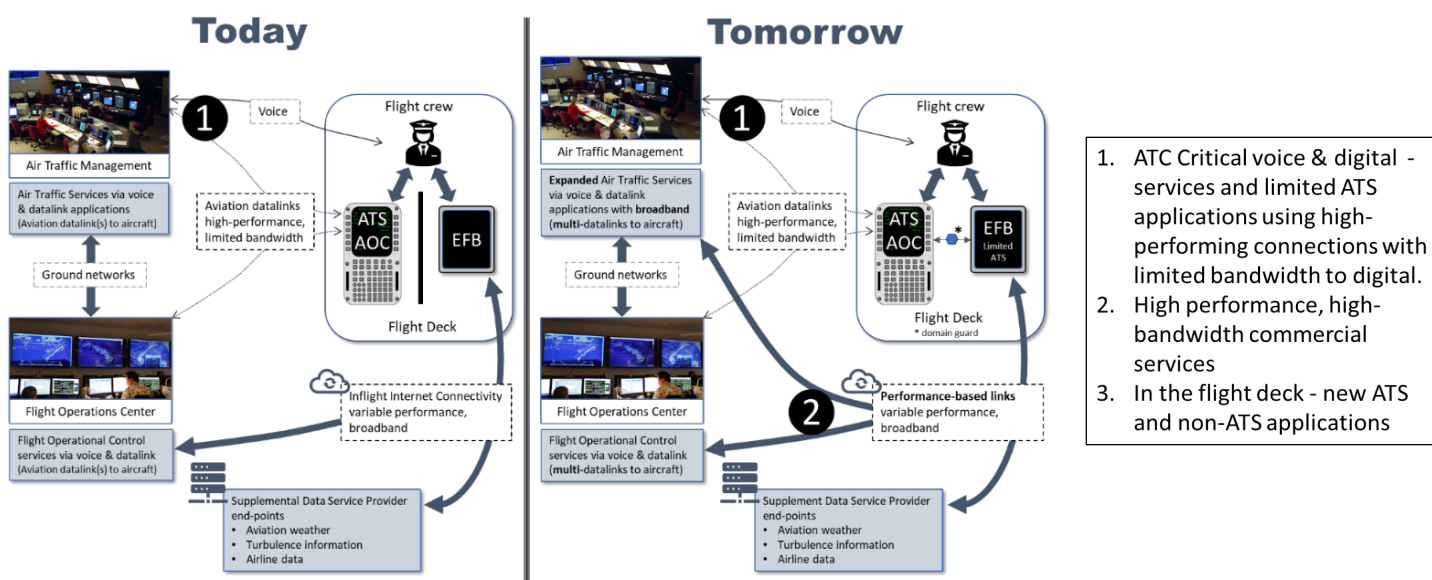 Today
1
Voice
Flight crew
Air Traffic Management
Air Traffic Services via voice
& datalink applications
(Aviation datalink(s) to aircraft)
Aviation datalinks
high-performance,
limited bandwidth
ATS
AOC
EFB
Ground networks
Flight Deck
Flight Operations Center
Inflight Internet Connectivity
variable performance,
broadband
Flight Operational Control
services via voice & datalink
(Aviation datalink(s) to aircraft)
Supplemental Data Service Provider
end-points
• Aviation weather
• Turbulence information
• Airline data
Tomorrow
1
Voice
Flight crew
Air Traffic Management
Expanded Air Traffic Services
via voice & datalink
applications with broadband
(multi-datalinks to aircraft)
Aviation datalinks
high-performance,
limited bandwidth
ATS
AOC
*
EFB
Limited
ATS
Ground networks
Flight Deck
* domain guard
Flight Operations Center
2
Performance-based links
variable performance,
broadband
Flight Operational Control
services via voice & datalink
(multi-datalinks to aircraft)
Supplement Data Service Provider
end-points
• Aviation weather
• Turbulence information
• Airline data
1. ATC Critical voice & digital -
services and limited ATS
applications using high-
performing connections with
limited bandwidth to digital.
2. High performance, high-
bandwidth commercial
services
3. In the flight deck - new ATS
and non-ATS applications